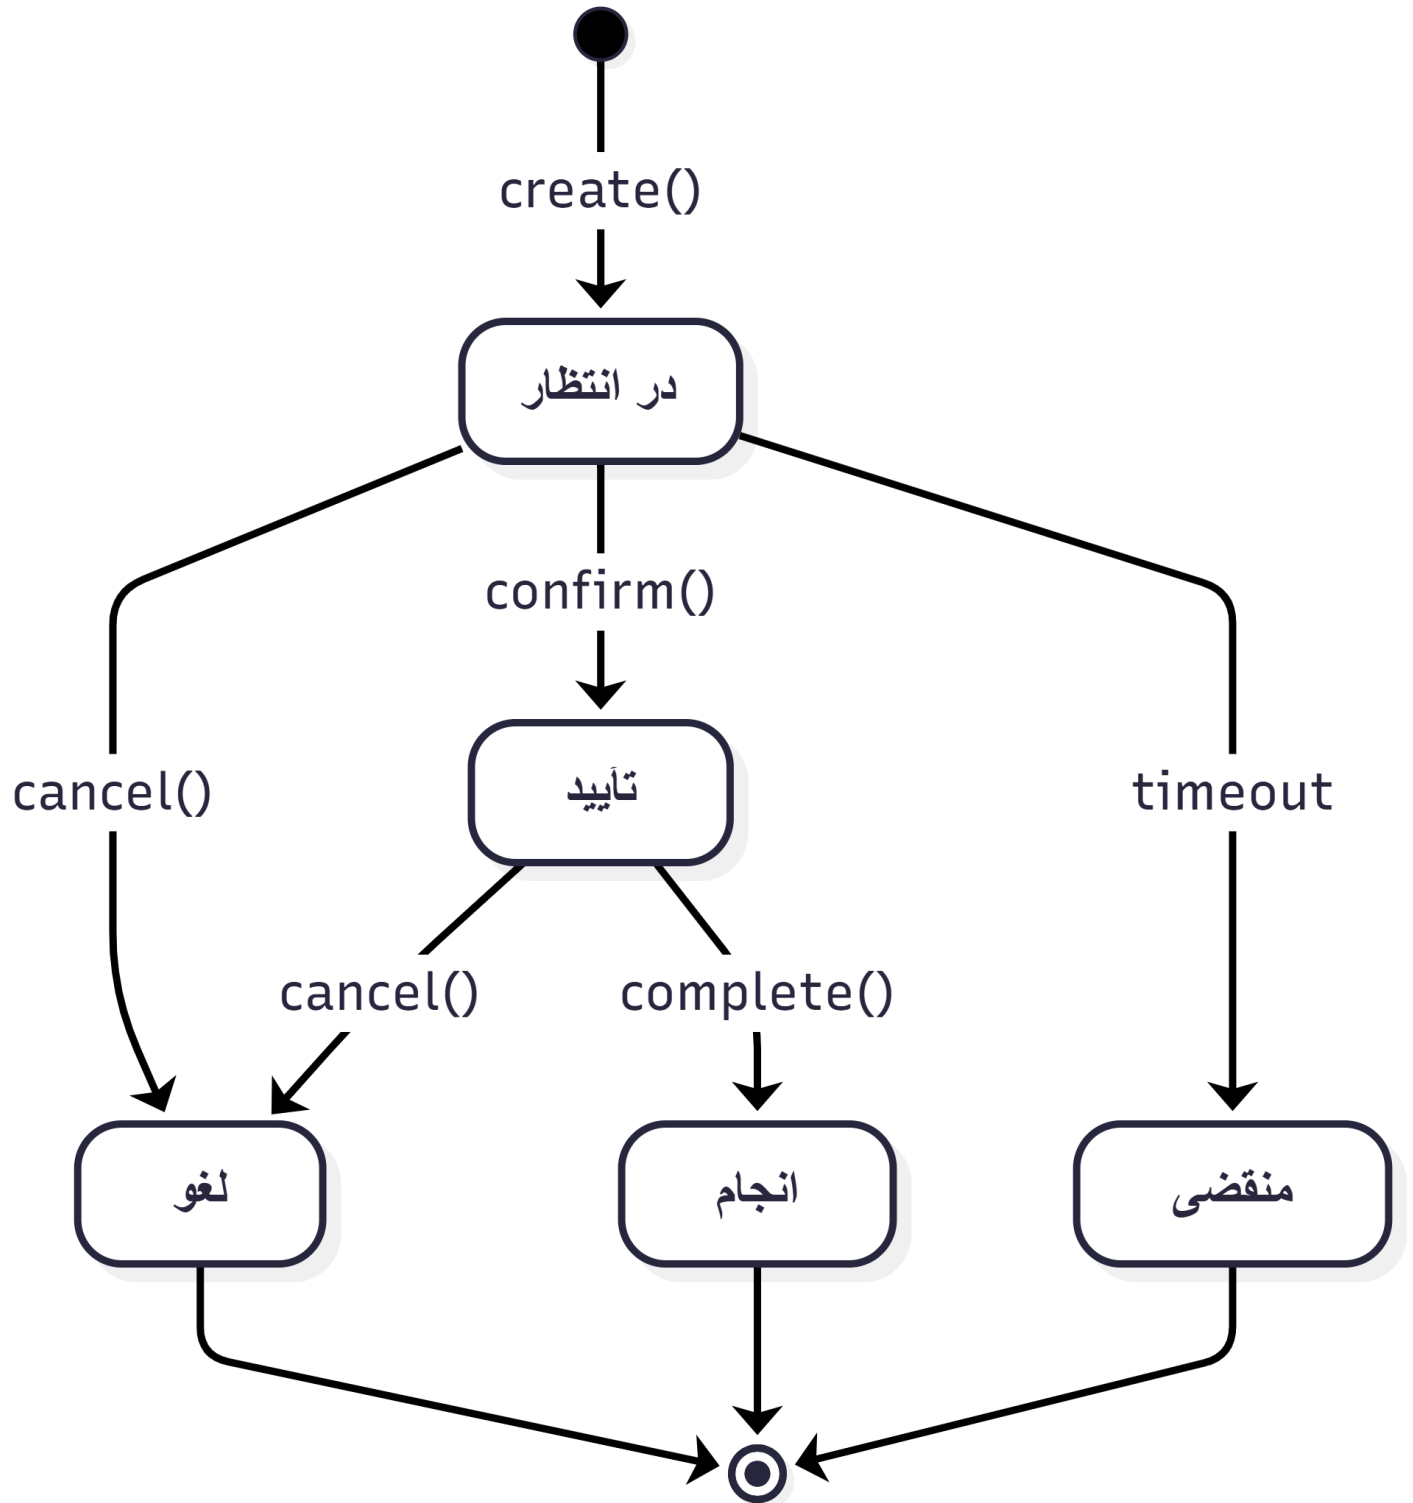 create()
در انتظار
confirm()
cancel()
تأیید
timeout
cancel()
complete()
لغو
انجام
منقضی